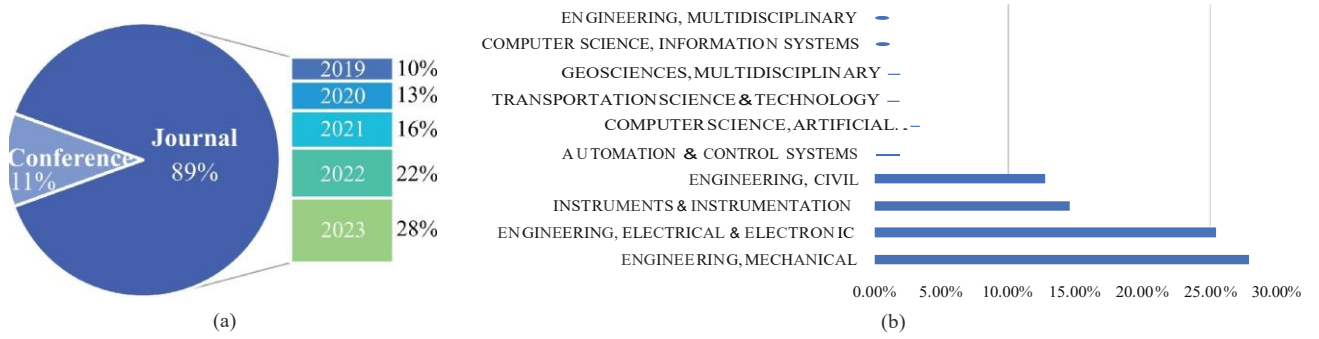 Journal
89%
Conference
11%
2019 10%
2020 13%
2021 16%
2022 22%
2023 28%
(a)
ENGINEERING, MULTIDISCIPLINARY
COMPUTER SCIENCE, INFORMATION SYSTEMS
GEOSCIENCES, MULTIDISCIPLINARY
TRANSPORTATION SCIENCE & TECHNOLOGY
COMPUTER SCIENCE, ARTIFICIAL...
AUTOMATION & CONTROL SYSTEMS
ENGINEERING, CIVIL
INSTRUMENTS & INSTRUMENTATION
ENGINEERING, ELECTRICAL & ELECTRONIC
ENGINEERING, MECHANICAL
0.00% 5.00% 10.00% 15.00% 20.00% 25.00% 30.00%
(b)